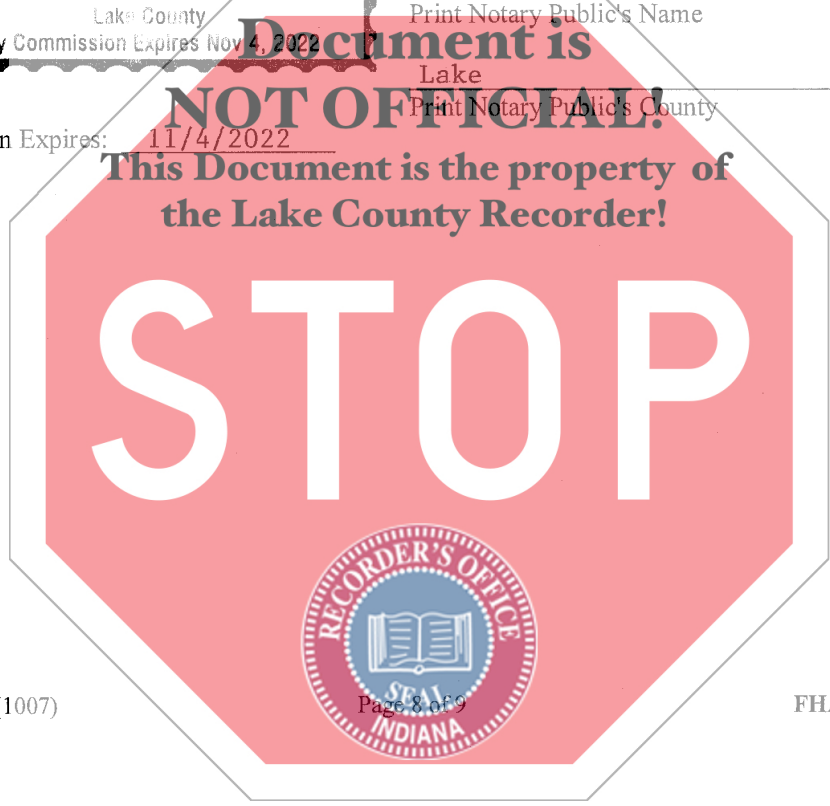 Lake County
Print Notary Public's Name
Commission Expires Nov 4, 2022
Document is
Lake
NOT OFFICIAL!
Print Notary Public's County
n Expires: 11/4/2022
This Document is the property of
the Lake County Recorder!
STOP
RECORDER'S OFFICE
SEAL
INDIANA
1007)
Page 8 of 9
FHA